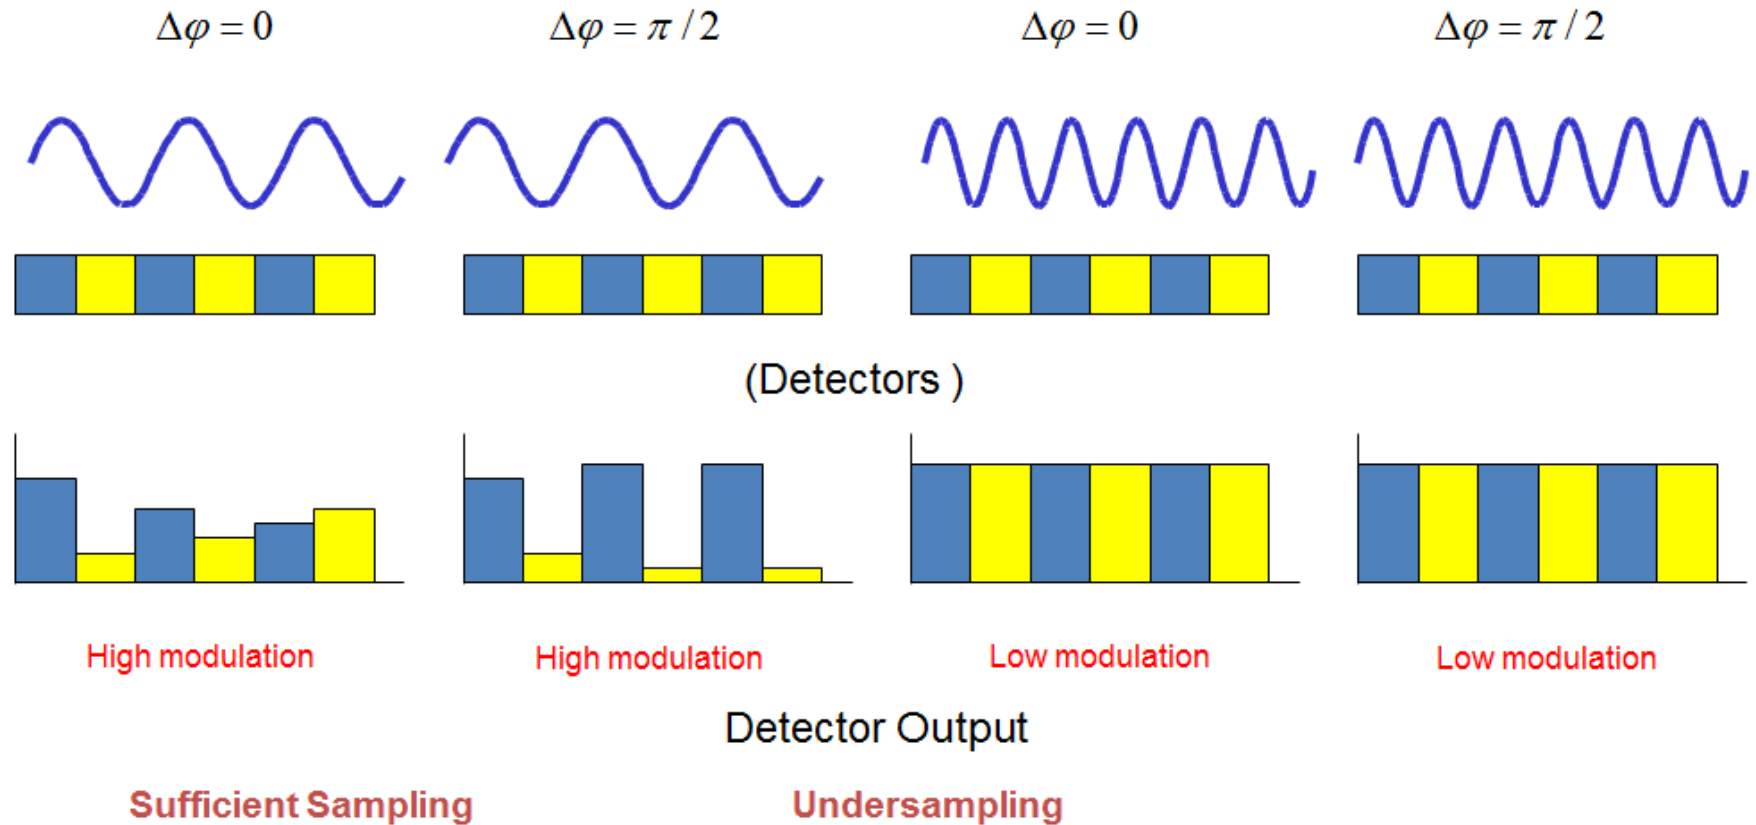 Δφ = 0
Δφ = π / 2
Δφ = 0
Δφ = π / 2
(Detectors )
High modulation
High modulation
Low modulation
Low modulation
Detector Output
Sufficient Sampling
Undersampling